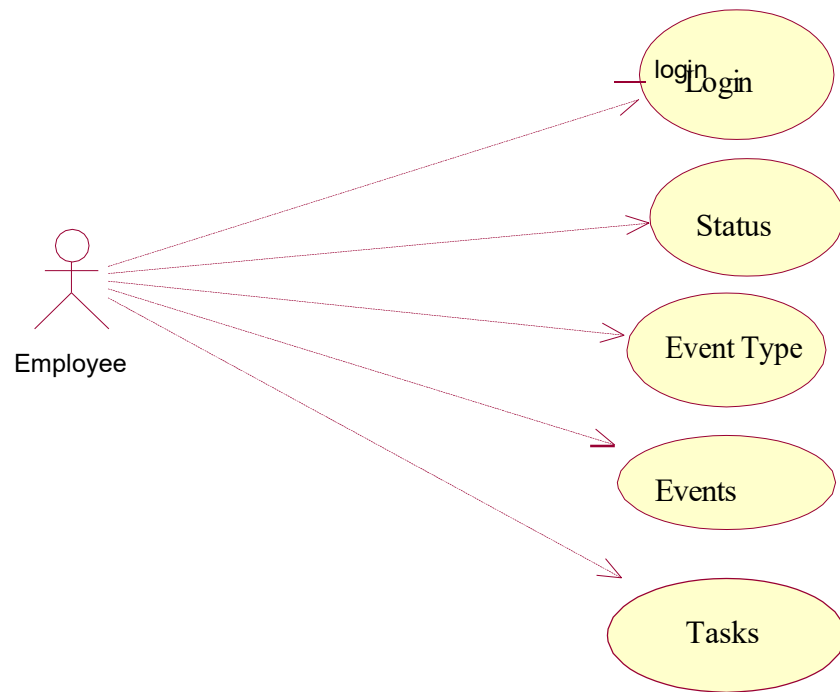 login
Login
Status
Event Type
Employee
Events
Tasks